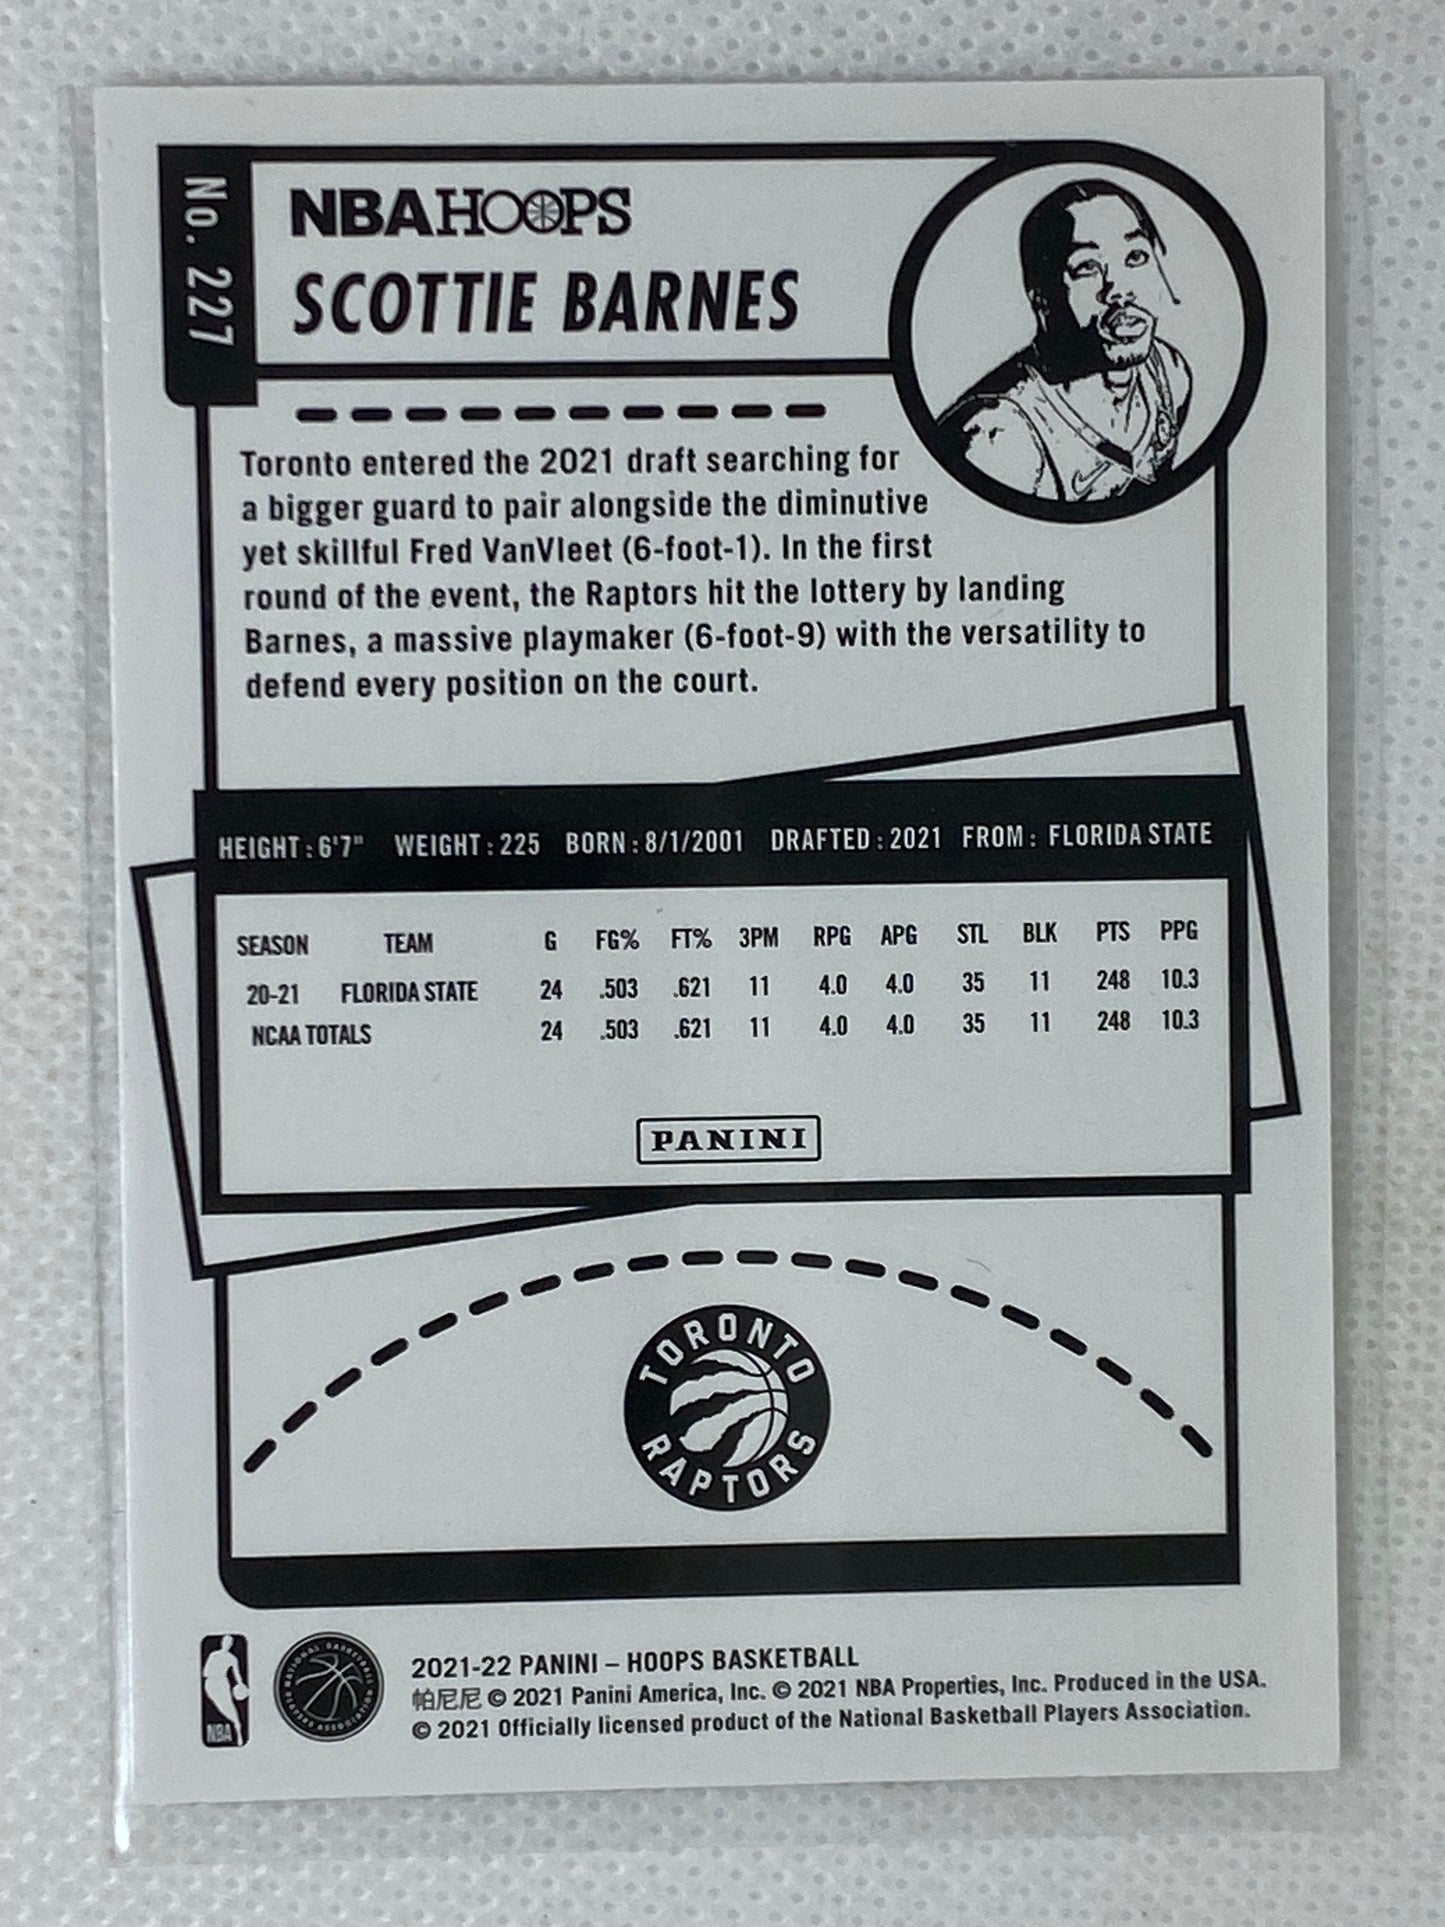 No. 227
NBA HOOPS
SCOTTIE BARNES
Toronto entered the 2021 draft searching for
a bigger guard to pair alongside the diminutive
yet skillful Fred VanVleet (6-foot-1). In the first
round of the event, the Raptors hit the lottery by landing
Barnes, a massive playmaker (6-foot-9) with the versatility to
defend every position on the court.
HEIGHT : 6'7" WEIGHT : 225 BORN : 8/1/2001 DRAFTED : 2021 FROM : FLORIDA STATE
SEASON TEAM G FG% FT% 3PM RPG APG STL BLK PTS PPG
20-21 FLORIDA STATE 24 .503 .621 11 4.0 4.0 35 11 248 10.3
NCAA TOTALS 24 .503 .621 11 4.0 4.0 35 11 248 10.3
PANINI
TORONTO
RAPTORS
2021-22 PANINI – HOOPS BASKETBALL
帕尼尼 © 2021 Panini America, Inc. © 2021 NBA Properties, Inc. Produced in the USA.
© 2021 Officially licensed product of the National Basketball Players Association.
NBA
NATIONAL BASKETBALL PLAYERS ASSOCIATION